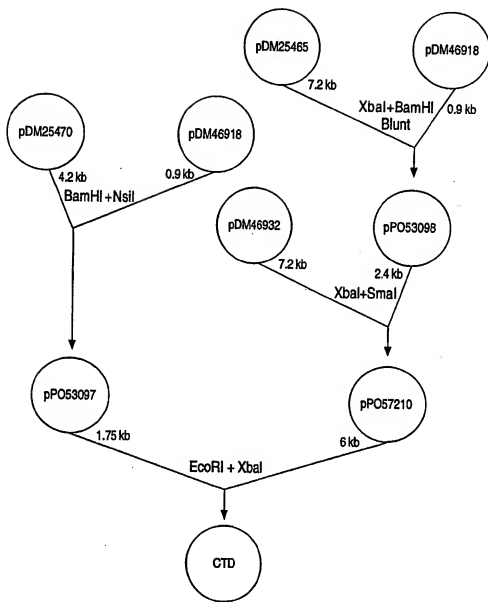 pDM25465
pDM46918
7.2 kb
XbaI+BamHI
Blunt
0.9 kb
pDM25470
pDM46918
4.2 kb
0.9 kb
BamHI +NsiI
pDM46932
pPO53098
7.2 kb
2.4 kb
XbaI+SmaI
pPO53097
pPO57210
1.75 kb
6 kb
EcoRI + XbaI
CTD